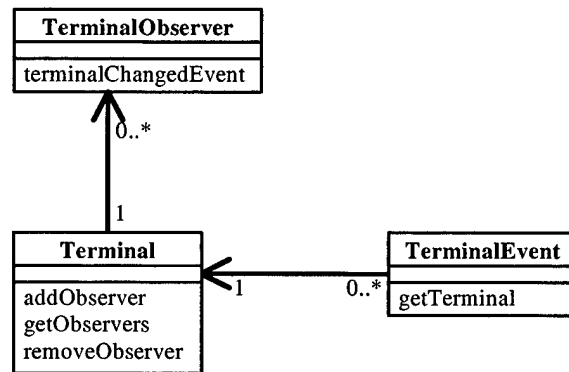 TerminalObserver
terminalChangedEvent
0..*
1
Terminal
addObserver
getObservers
removeObserver
1
0..*
TerminalEvent
getTerminal